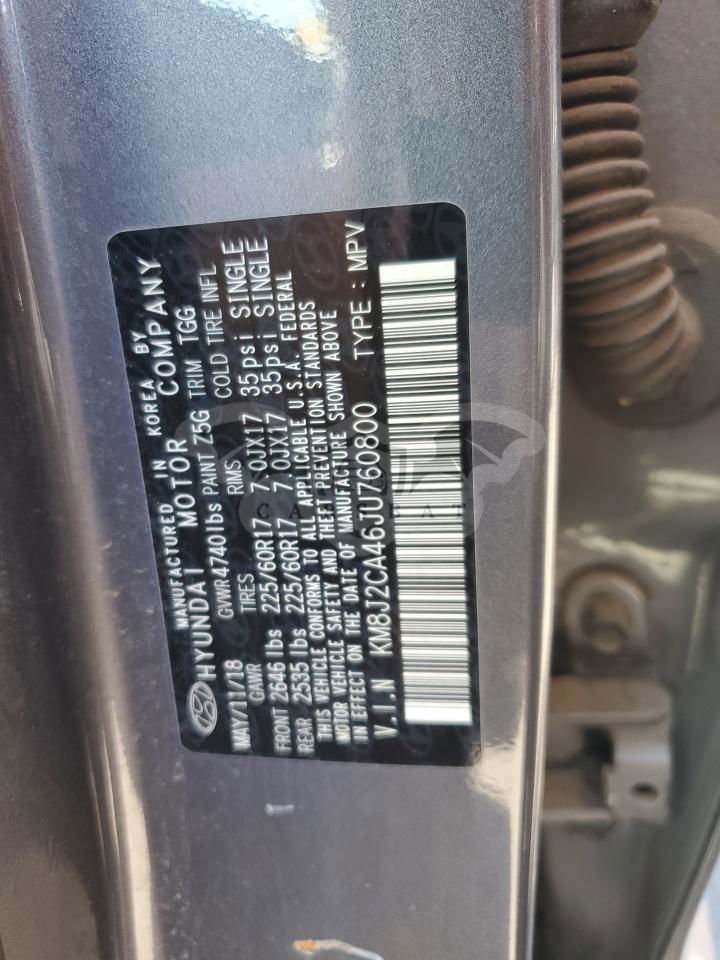 MANUFACTURED IN KOREA BY
HYUNDAI MOTOR COMPANY
MAY/11/18 GVWR 4740 lbs PAINT Z5G TRIM TGG
GAWR TIRES RIMS COLD TIRE INFL
FRONT 2646 lbs 225/60R17 7.0JX17 35psi SINGLE
REAR 2535 lbs 225/60R17 7.0JX17 35psi SINGLE
THIS VEHICLE CONFORMS TO ALL APPLICABLE U.S.A. FEDERAL
MOTOR VEHICLE SAFETY AND THEFT PREVENTION STANDARDS
IN EFFECT ON THE DATE OF MANUFACTURE SHOWN ABOVE
V.I.N KM8J2CA46JU760800 TYPE : MPV